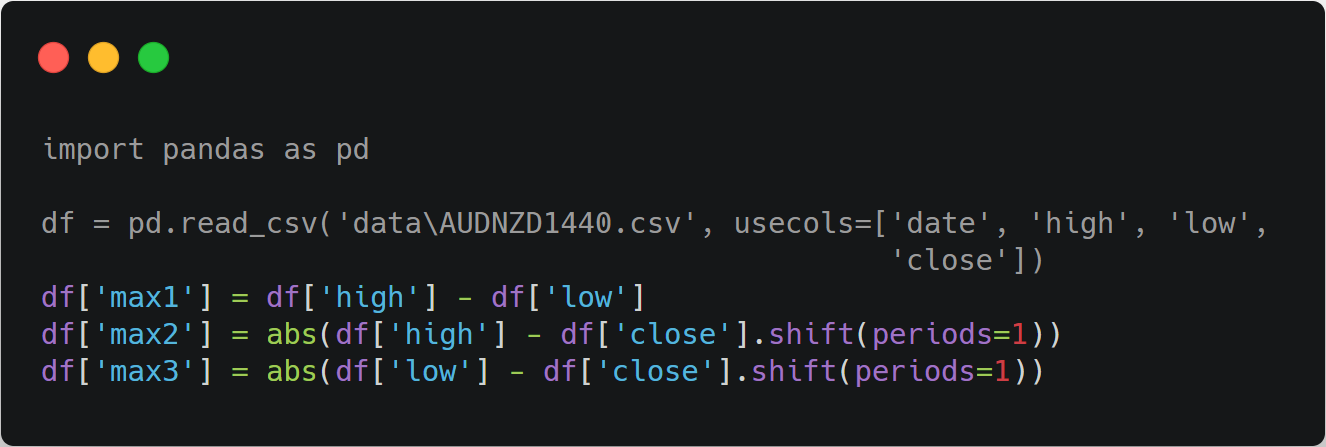 import pandas as pd
df = pd.read_csv('data\AUDNZD1440.csv', usecols=['date', 'high', 'low',
'close'])
df['max1'] = df['high'] - df['low']
df['max2'] = abs(df['high'] - df['close'].shift(periods=1))
df['max3'] = abs(df['low'] - df['close'].shift(periods=1))